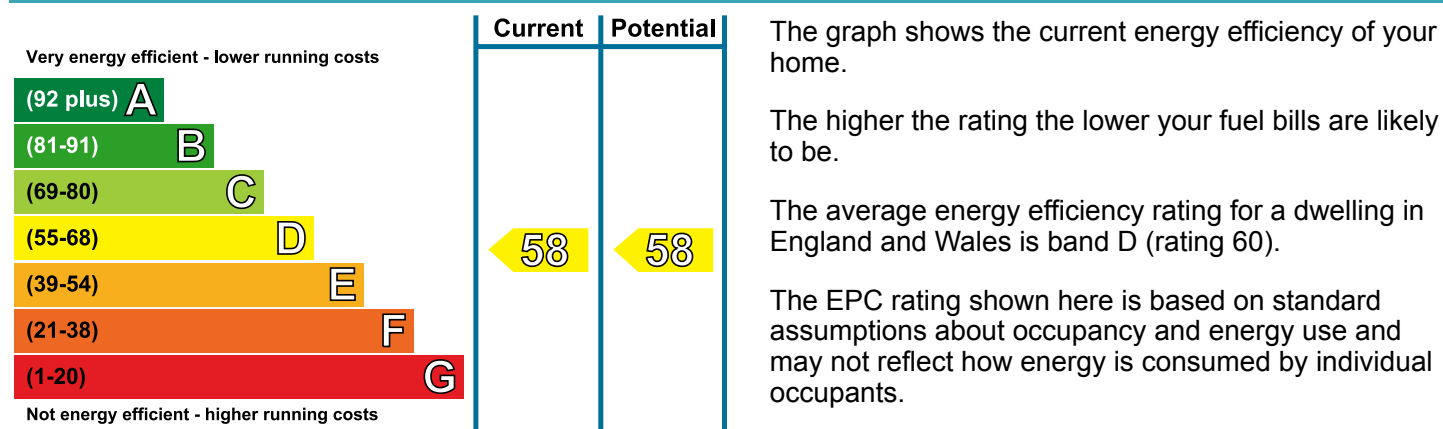 Current Potential
Very energy efficient - lower running costs
(92 plus) A
(81-91) B
(69-80) C
(55-68) D
58 58
(39-54) E
(21-38) F
(1-20) G
Not energy efficient - higher running costs
The graph shows the current energy efficiency of your
home.
The higher the rating the lower your fuel bills are likely
to be.
The average energy efficiency rating for a dwelling in
England and Wales is band D (rating 60).
The EPC rating shown here is based on standard
assumptions about occupancy and energy use and
may not reflect how energy is consumed by individual
occupants.